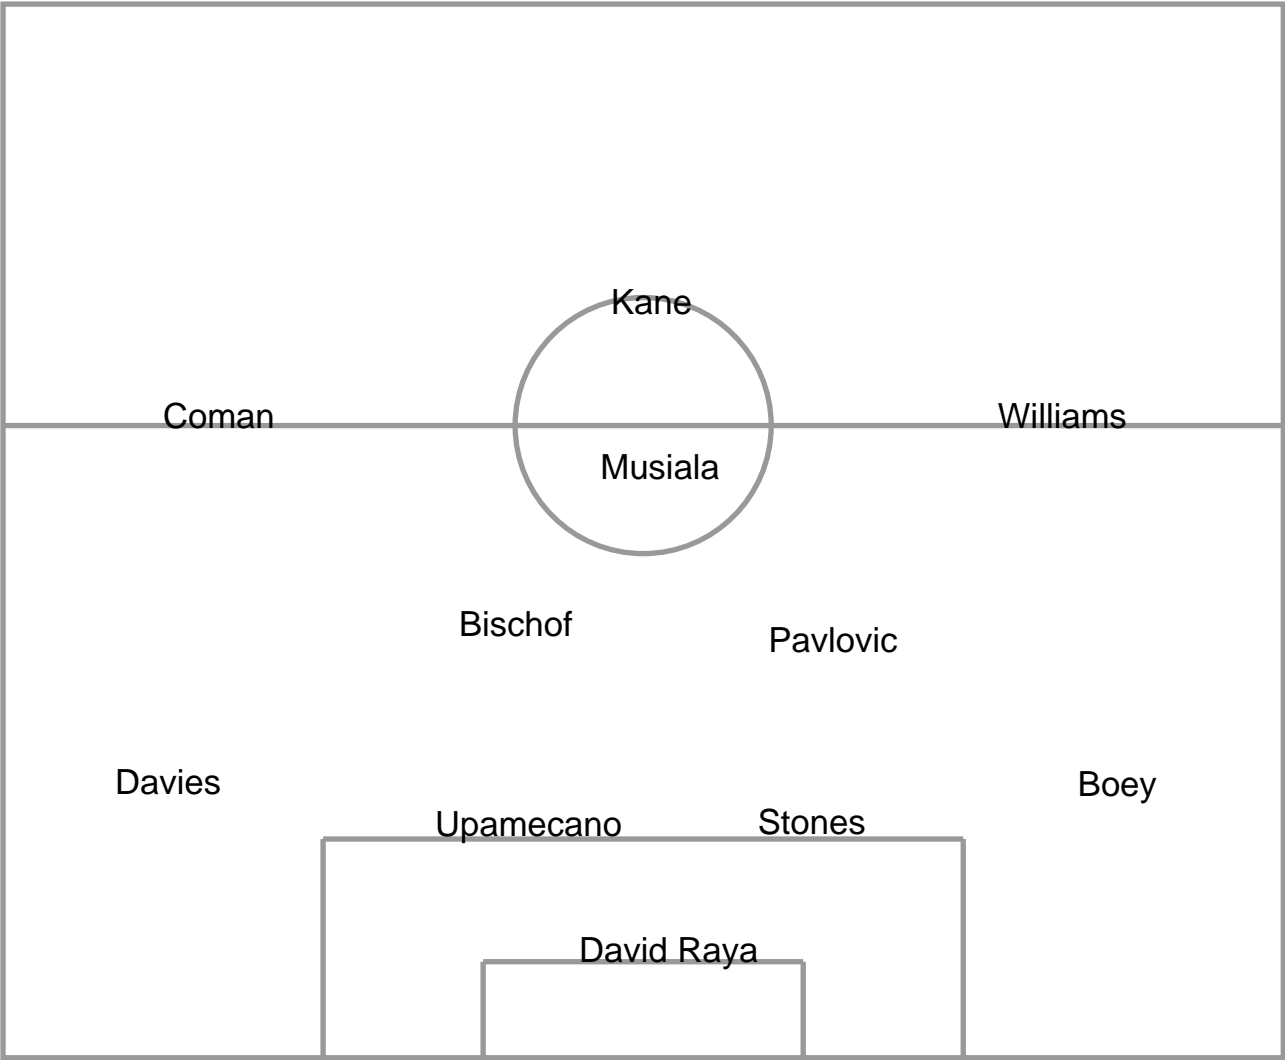 Kane
Coman
Williams
Musiala
Bischof
Pavlovic
Davies
Boey
Upamecano
Stones
David Raya